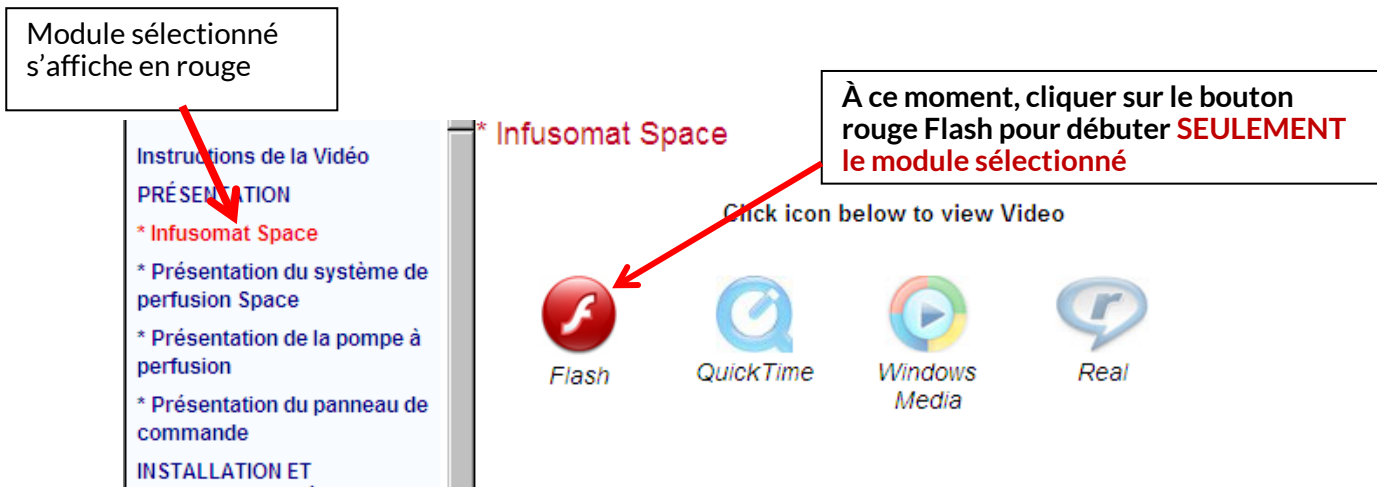 Module sélectionné
s’affiche en rouge
À ce moment, cliquer sur le bouton
rouge Flash pour débuter SEULEMENT
le module sélectionné
Instructions de la Vidéo
PRÉSENTATION
* Infusomat Space
* Présentation du système de
perfusion Space
* Présentation de la pompe à
perfusion
* Présentation du panneau de
commande
INSTALLATION ET
* Infusomat Space
Click icon below to view Video
Flash
QuickTime
Windows
Media
Real